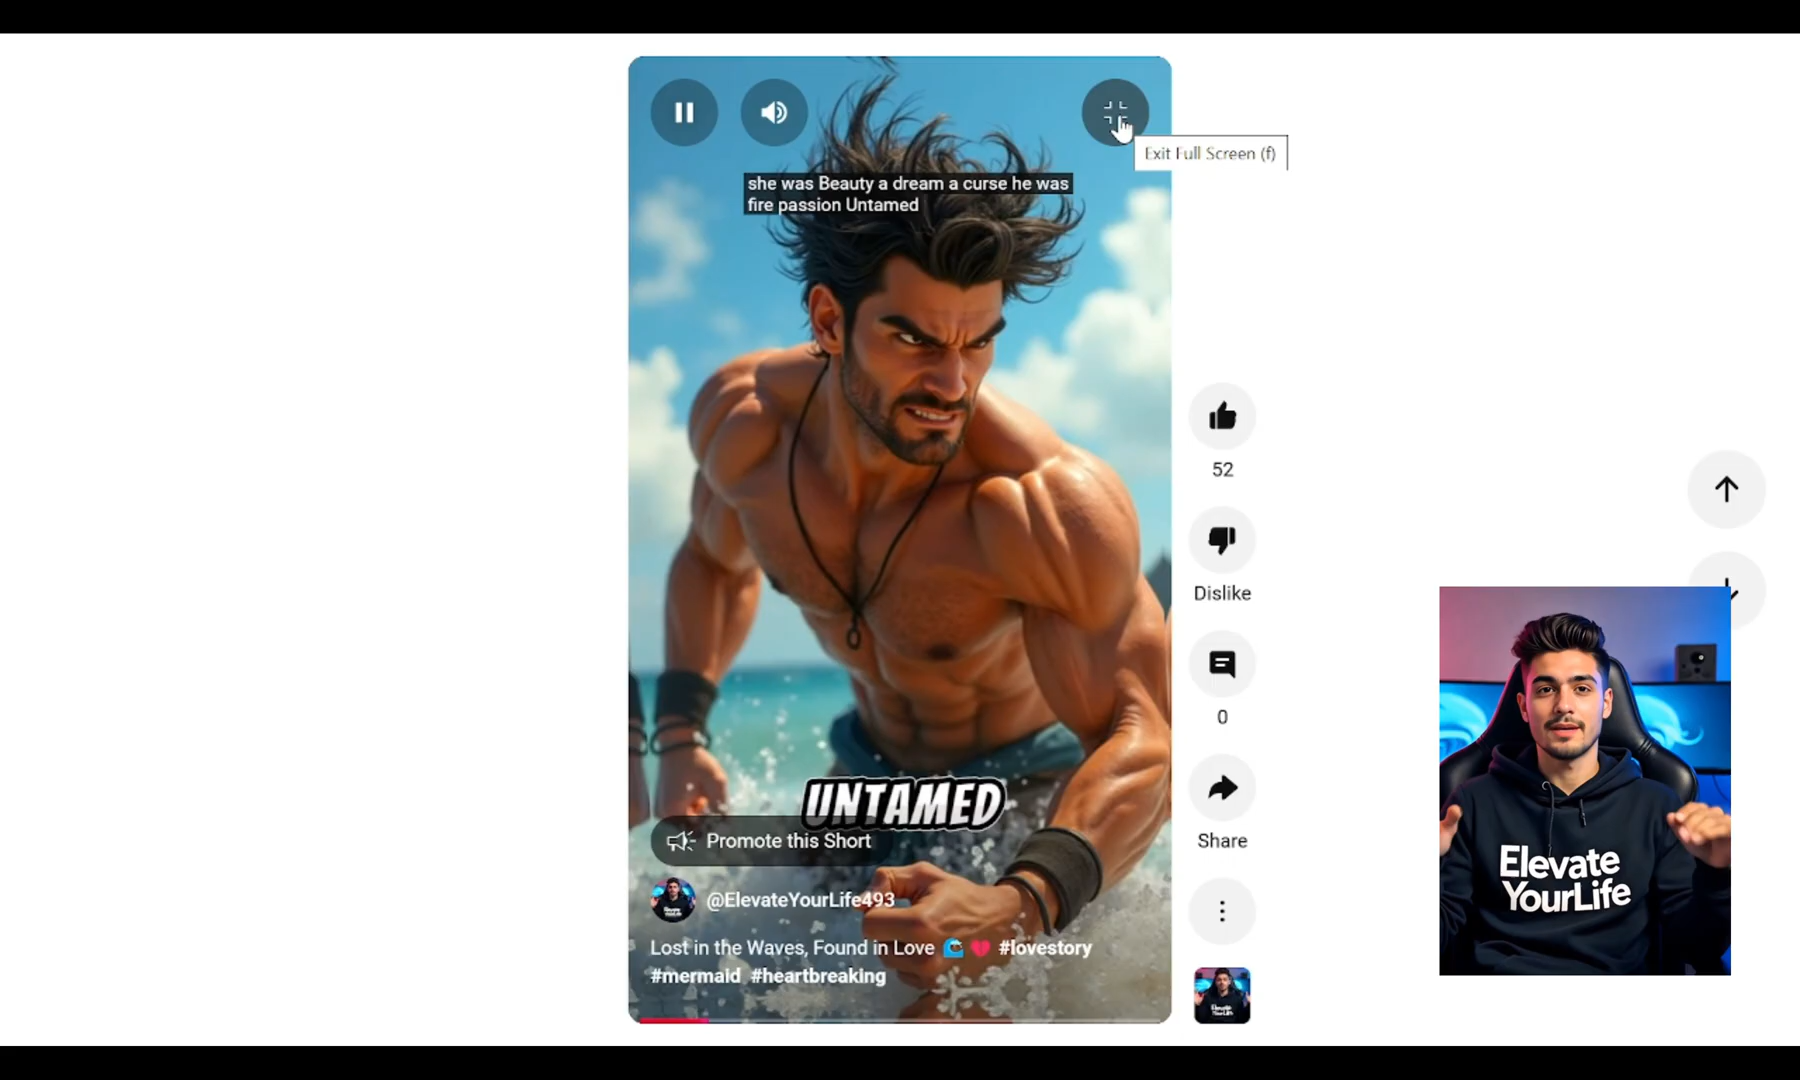 Exit Full Screen (f)
she was Beauty a dream a curse he was
fire passion Untamed
52
Dislike
0
Share
UNTAMED
Promote this Short
@ElevateYourLife493
Lost in the Waves, Found in Love #lovestory
#mermaid #heartbreaking
Elevate
YourLife